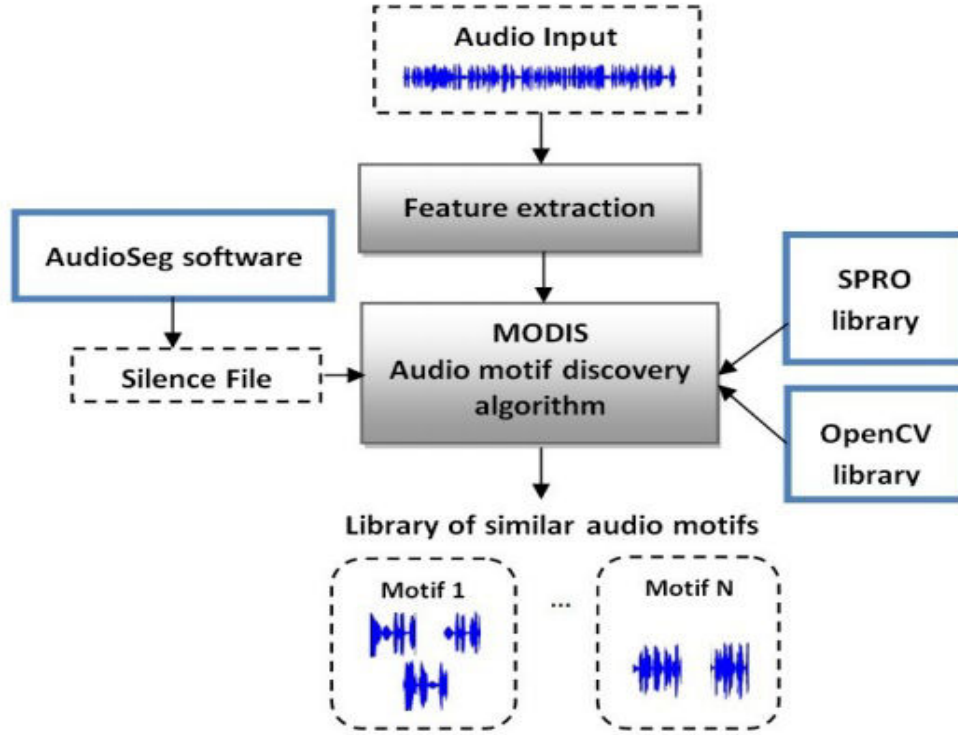 Audio Input
Feature extraction
AudioSeg software
SPRO
library
MODIS
Audio motif discovery
algorithm
Silence File
OpenCV
library
Library of similar audio motifs
Motif 1
...
Motif N